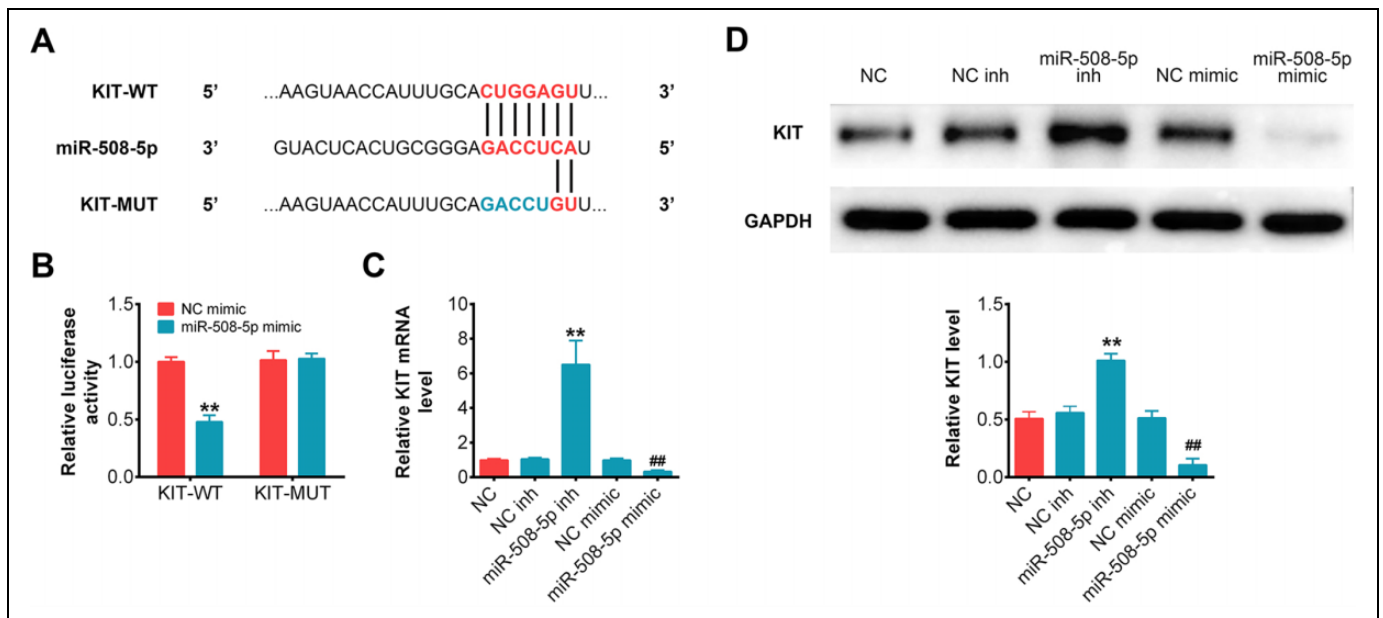 A
KIT-WT 5’ ...AAGUAACCAUUUGCACUGGAGUU... 3’
miR-508-5p 3’ GUACUCACUGCGGGAGACCUCAU 5’
KIT-MUT 5’ ...AAGUAACCAUUUGCAGACCUGUU... 3’
B
Relative luciferase
activity
1.5
1.0
0.5
0.0
NC mimic
miR-508-5p mimic
**
KIT-WT
KIT-MUT
C
Relative KIT mRNA
level
10
8
6
4
2
0
**
##
NC
NC inh
miR-508-5p inh
NC mimic
miR-508-5p mimic
D
NC
NC inh
miR-508-5p
inh
NC mimic
miR-508-5p
mimic
KIT
GAPDH
Relative KIT level
1.5
1.0
0.5
0.0
**
##
NC
NC inh
miR-508-5p inh
NC mimic
miR-508-5p mimic